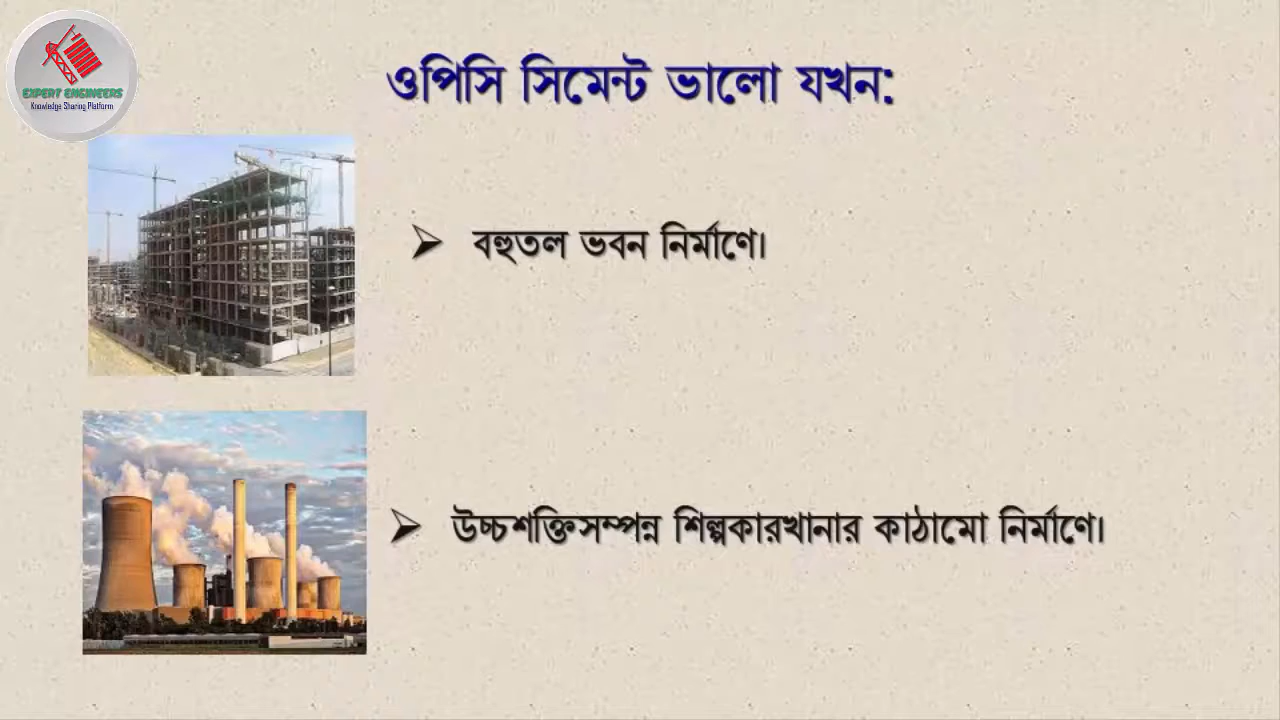 EXPERT ENGINEERS
Knowledge Sharing Platform
ওপিসি সিমেন্ট ভালো যখন:
বহুতল ভবন নির্মাণে।
উচ্চশক্তিসম্পন্ন শিল্পকারখানার কাঠামো নির্মাণে।